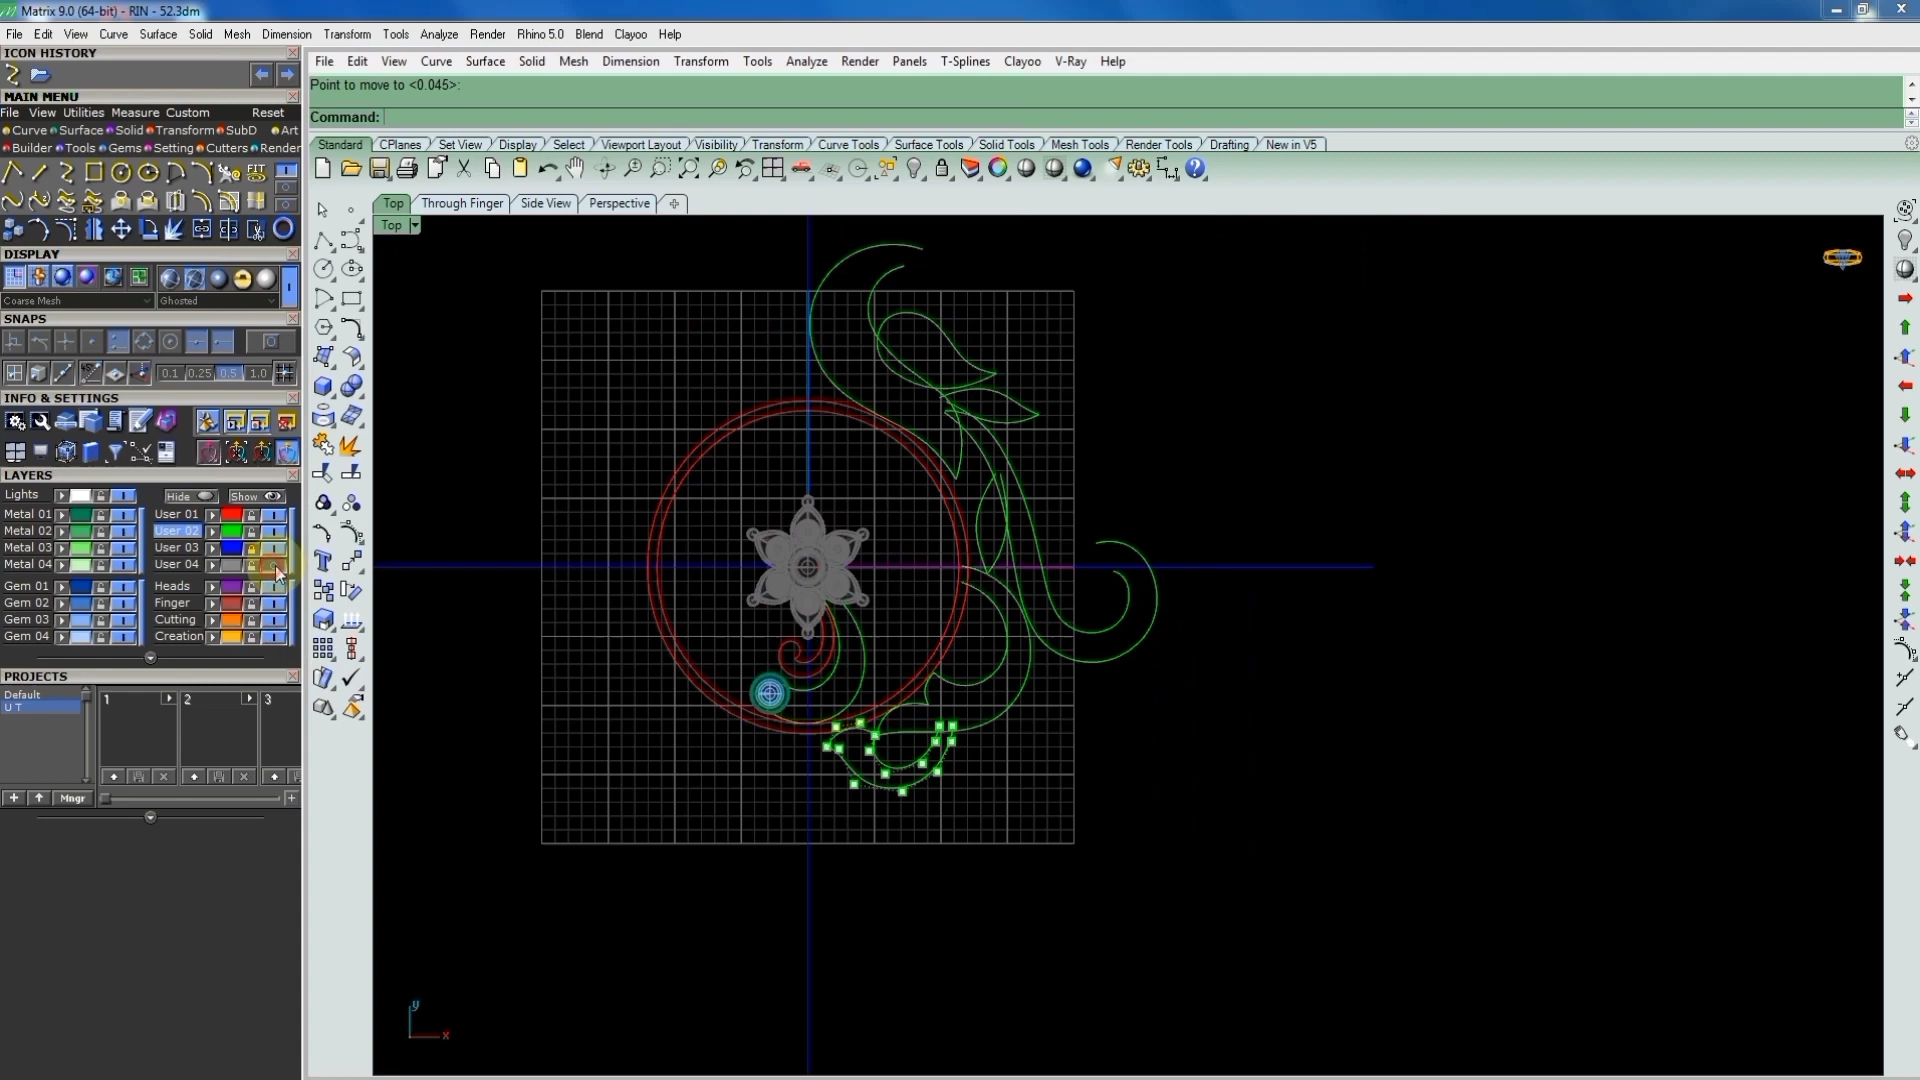 Matrix 9.0 (64-bit) - RIN - 52.3dm
File Edit View Curve Surface Solid Mesh Dimension Transform Tools Analyze Render Rhino 5.0 Blend Clayoo Help
ICON HISTORY
File Edit View Curve Surface Solid Mesh Dimension Transform Tools Analyze Render Panels T-Splines Clayoo V-Ray Help
Point to move to <0.045>:
Command:
MAIN MENU
File View Utilities Measure Custom Reset
Curve Surface Solid Transform SubD Art
Builder Tools Gems Setting Cutters Render
Standard CPlanes Set View Display Select Viewport Layout Visibility Transform Curve Tools Surface Tools Solid Tools Mesh Tools Render Tools Drafting New in V5
Top Through Finger Side View Perspective
Top
DISPLAY
Coarse Mesh Ghosted
SNAPS
0.1 0.25 0.5 1.0
INFO & SETTINGS
LAYERS
Lights Hide Show
Metal 01 User 01
Metal 02 User 02
Metal 03 User 03
Metal 04 User 04
Gem 01 Heads
Gem 02 Finger
Gem 03 Cutting
Gem 04 Creation
PROJECTS
Default 1 2 3
U T
Mngr
y
x